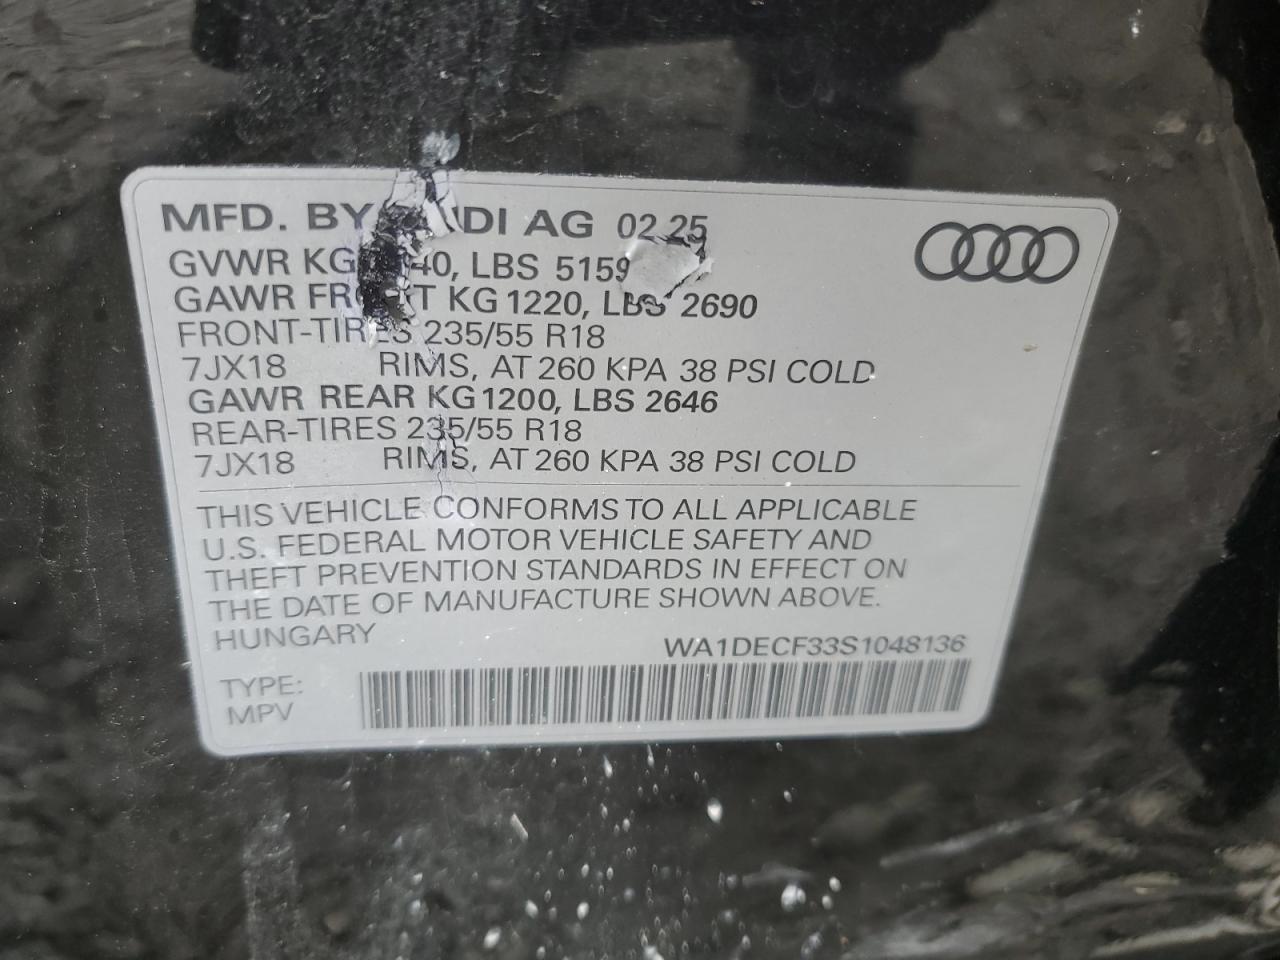 MFD. BY AUDI AG 02.25
GVWR KG 40, LBS 5159
GAWR FRONT KG 1220, LBS 2690
FRONT-TIRES 235/55 R18
7JX18 RIMS, AT 260 KPA 38 PSI COLD
GAWR REAR KG 1200, LBS 2646
REAR-TIRES 235/55 R18
7JX18 RIMS, AT 260 KPA 38 PSI COLD
THIS VEHICLE CONFORMS TO ALL APPLICABLE
U.S. FEDERAL MOTOR VEHICLE SAFETY AND
THEFT PREVENTION STANDARDS IN EFFECT ON
THE DATE OF MANUFACTURE SHOWN ABOVE.
HUNGARY
WA1DECF33S1048136
TYPE:
MPV